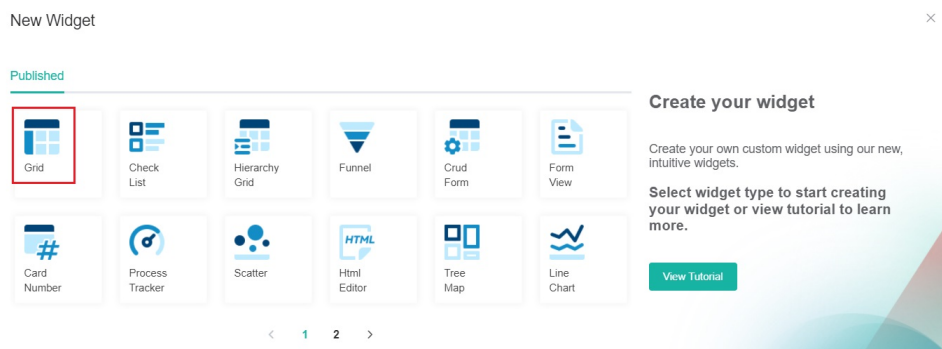 New Widget
Published
Grid
Check
List
Hierarchy
Grid
Funnel
Crud
Form
Form
View
Card
Number
Process
Tracker
Scatter
HTML
Html
Editor
Tree
Map
Line
Chart
1 2
Create your widget
Create your own custom widget using our new,
intuitive widgets.
Select widget type to start creating
your widget or view tutorial to learn
more.
View Tutorial